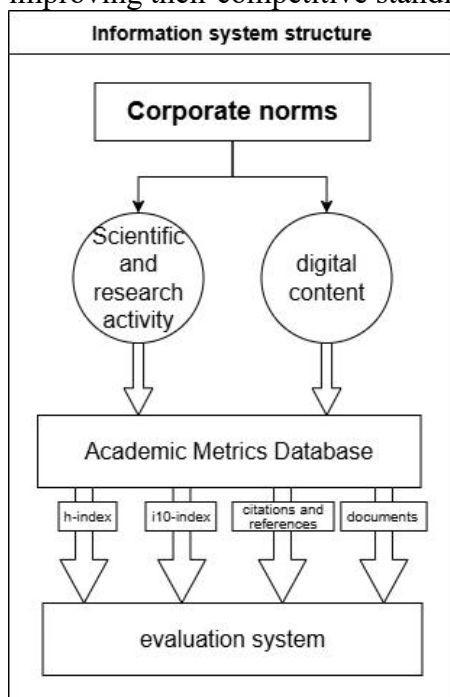 improving their competitive standi
Information system structure
Corporate norms
Scientific
and
research
activity
digital
content
Academic Metrics Database
h-index
i10-index
citations and
references
documents
evaluation system